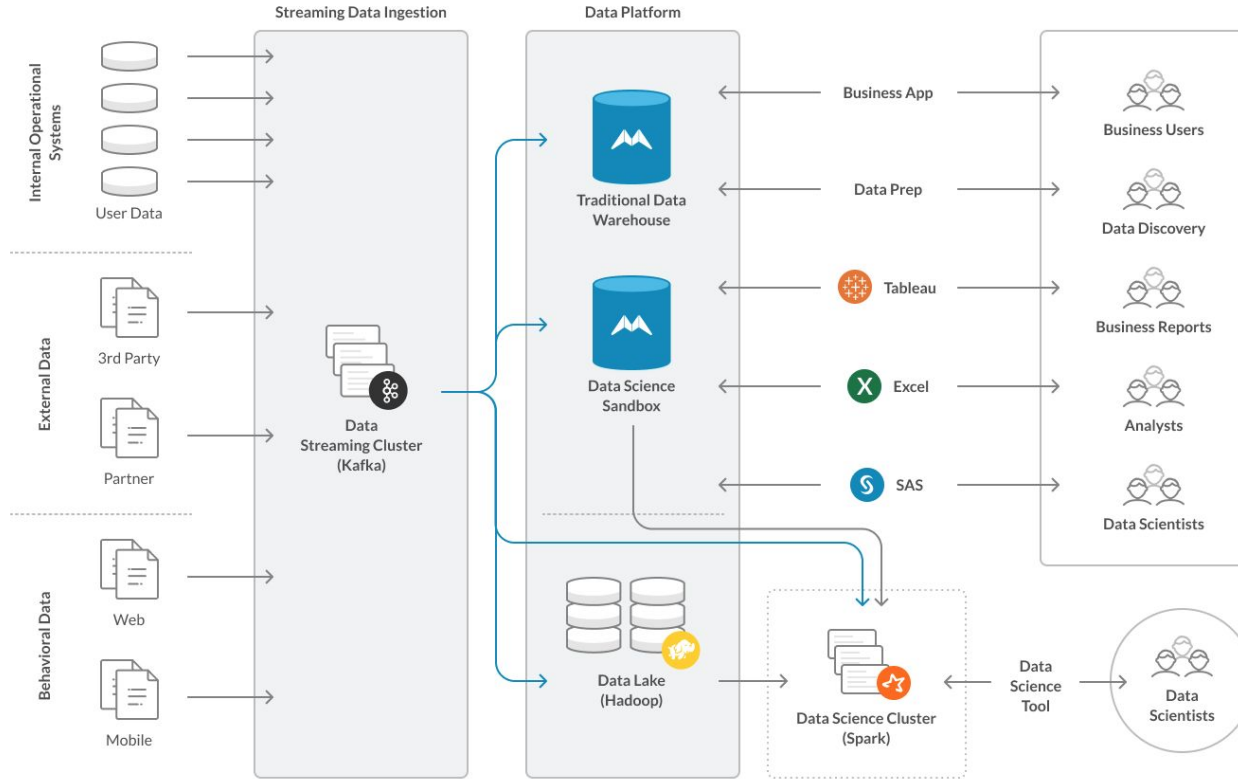 Streaming Data Ingestion
Data Platform
Internal Operational
Systems
User Data
External Data
3rd Party
Partner
Behavioral Data
Web
Mobile
Data
Streaming Cluster
(Kafka)
Traditional Data
Warehouse
Data Science
Sandbox
Data Lake
(Hadoop)
Business App
Data Prep
Tableau
X
Excel
SAS
Business Users
Data Discovery
Business Reports
Analysts
Data Scientists
Data Science Cluster
(Spark)
Data
Science
Tool
Data
Scientists